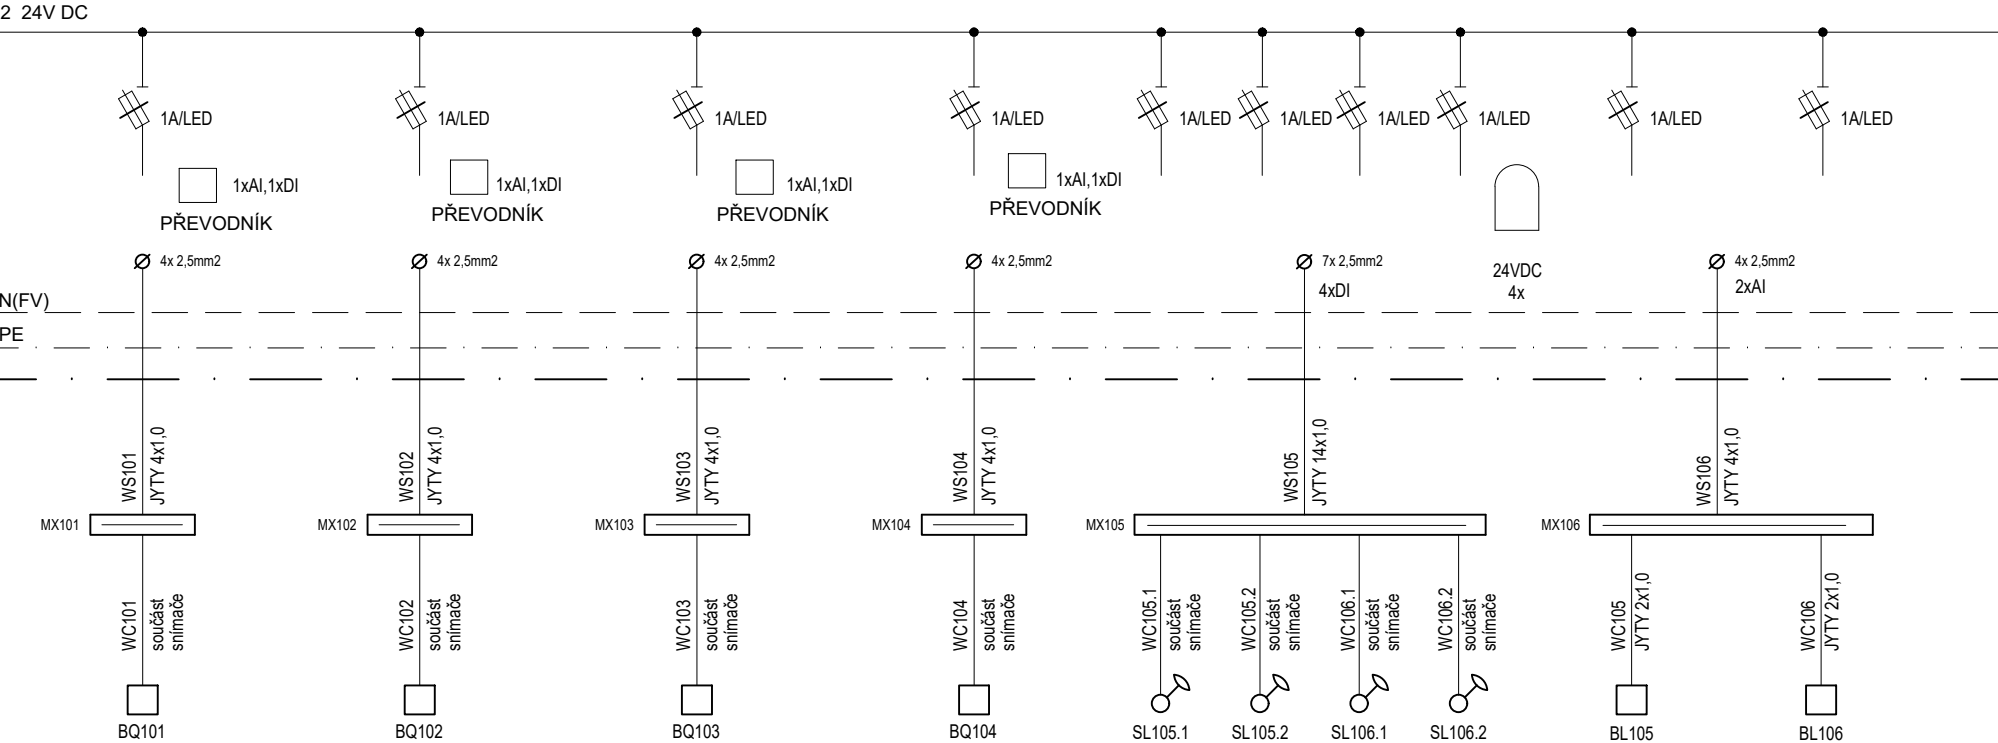 2 24V DC
1A/LED
1A/LED
1A/LED
1A/LED
1A/LED
1A/LED
1A/LED
1A/LED
1A/LED
1A/LED
1xAI,1xDI
PŘEVODNÍK
1xAI,1xDI
PŘEVODNÍK
1xAI,1xDI
PŘEVODNÍK
1xAI,1xDI
PŘEVODNÍK
4x 2,5mm2
4x 2,5mm2
4x 2,5mm2
4x 2,5mm2
7x 2,5mm2
4xDI
24VDC
4x
4x 2,5mm2
2xAI
N(FV)
PE
WS101
JYTY 4x1,0
WS102
JYTY 4x1,0
WS103
JYTY 4x1,0
WS104
JYTY 4x1,0
WS105
JYTY 14x1,0
WS106
JYTY 4x1,0
MX101
MX102
MX103
MX104
MX105
MX106
WC101
součást
snímače
WC102
součást
snímače
WC103
součást
snímače
WC104
součást
snímače
WC105.1
součást
snímače
WC105.2
součást
snímače
WC106.1
součást
snímače
WC106.2
součást
snímače
WC105
JYTY 2x1,0
WC106
JYTY 2x1,0
BQ101
BQ102
BQ103
BQ104
SL105.1
SL105.2
SL106.1
SL106.2
BL105
BL106